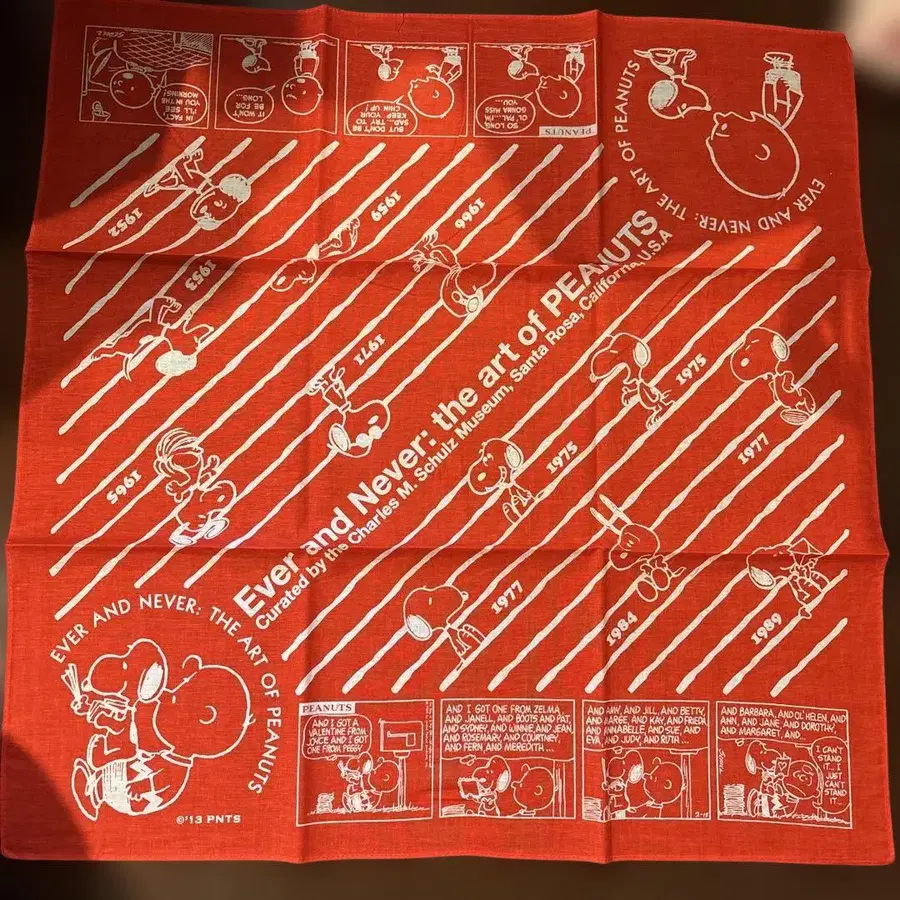 PEANUTS
SO LONG,
OL' PAL... I'M
GONNA MISS
YOU...
BUT DON'T BE
SAD... TRY TO
KEEP YOUR
CHIN UP!
IT WON'T
BE FOR
LONG.
IN FACT,
I'LL SEE
YOU IN THE
MORNING!
SCHULZ
EVER AND NEVER: THE ART OF PEANUTS
1952
1959
1966
1953
1971
1965
Ever and Never: the art of PEANUTS
Curated by the Charles M. Schulz Museum, Santa Rosa, California, U.S.A
1975
1975
1977
1977
1984
1989
EVER AND NEVER: THE ART OF PEANUTS
©'13 PNTS
PEANUTS
AND I GOT A
VALENTINE FROM
JOYCE AND I GOT
ONE FROM PEGGY
AND I GOT ONE FROM ZELMA,
AND JANELL, AND BOOTS AND PAT,
AND SYDNEY, AND WINNIE, AND JEAN,
AND ROSEMARY, AND COURTNEY,
AND FERN, AND MEREDITH ...
AND AMY, AND JILL, AND BETTY,
AND MARGE, AND KAY, AND FRIEDA,
AND ANNABELLE, AND SUE, AND
EVA, AND JUDY, AND RUTH ...
AND BARBARA, AND OL' HELEN, AND
ANN, AND JANE, AND DOROTHY,
AND MARGARET, AND ...
I CAN'T
STAND
IT... I
JUST
CAN'T
STAND
IT...